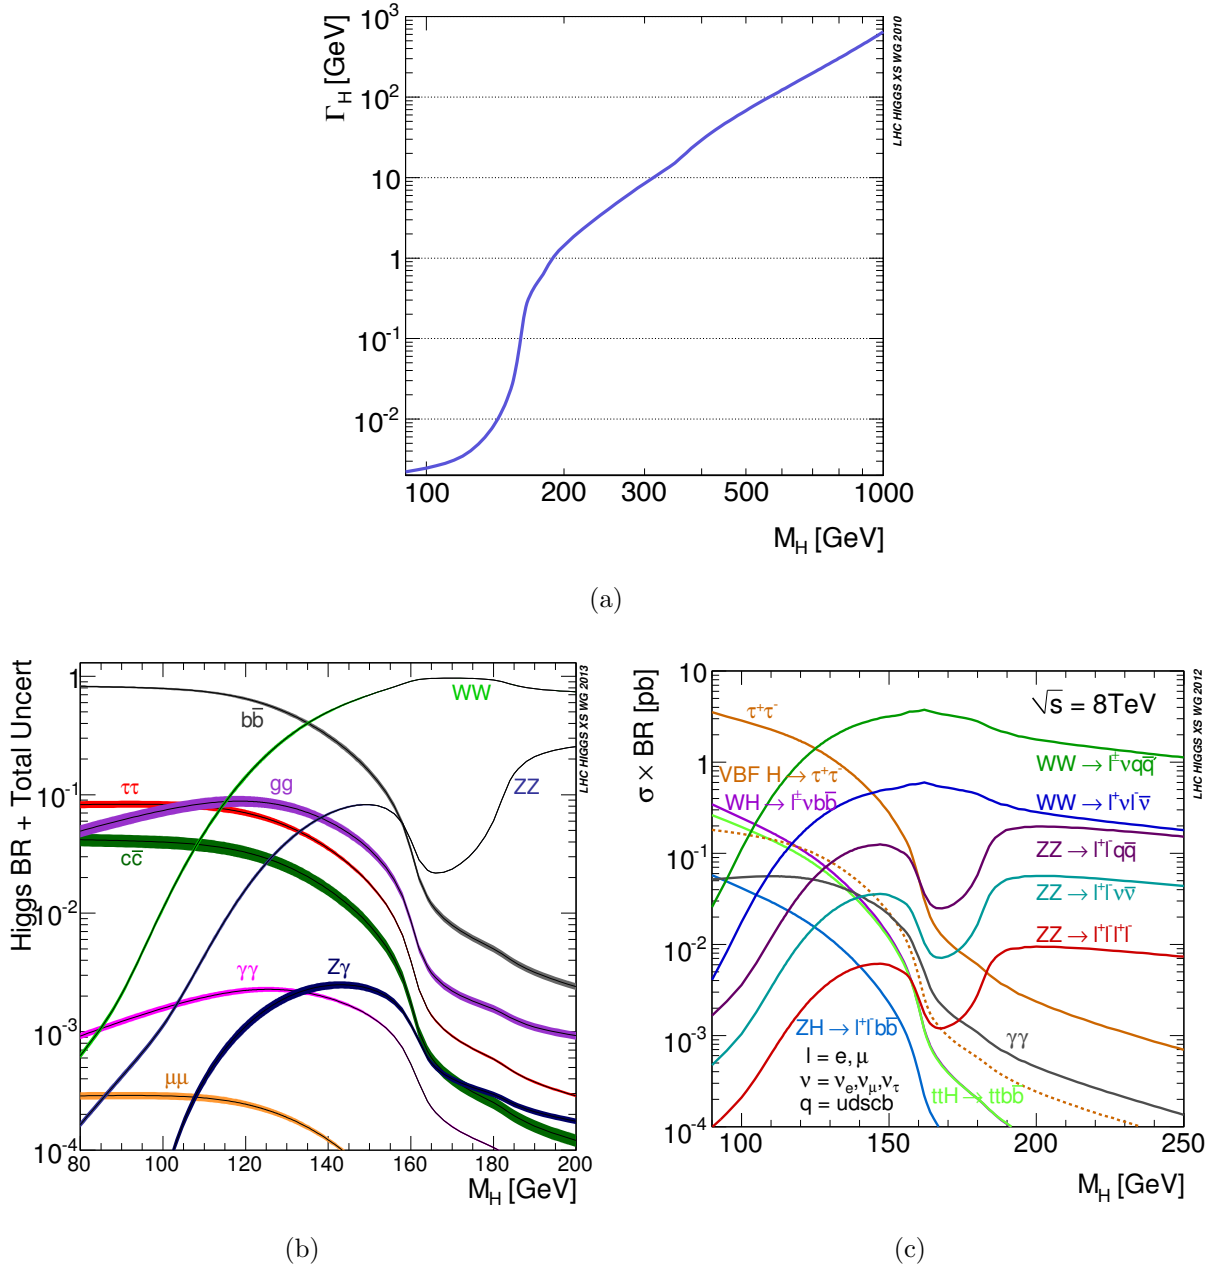 Γ_H [GeV]
10³
10²
10
1
10⁻¹
10⁻²
100
200
300
500
1000
M_H [GeV]
LHC HIGGS XS WG 2010
(a)
Higgs BR + Total Uncert
1
10⁻¹
10⁻²
10⁻³
10⁻⁴
bb̄
WW
ττ
gg
ZZ
cc̄
γγ
Zγ
μμ
80
100
120
140
160
180
200
M_H [GeV]
LHC HIGGS XS WG 2013
(b)
σ × BR [pb]
10
1
10⁻¹
10⁻²
10⁻³
10⁻⁴
√s = 8TeV
τ⁺τ⁻
WW → l⁺νqq̄
VBF H → τ⁺τ⁻
WH → l⁺νbb̄
WW → l⁺νl⁻ν̄
ZZ → l⁺l⁻qq̄
ZZ → l⁺l⁻νν̄
ZZ → l⁺l⁻l⁺l⁻
ZH → l⁺l⁻bb̄
γγ
l = e, μ
ν = ν_e,ν_μ,ν_τ
q = udscb
ttH → ttbb̄
100
150
200
250
M_H [GeV]
LHC HIGGS XS WG 2012
(c)